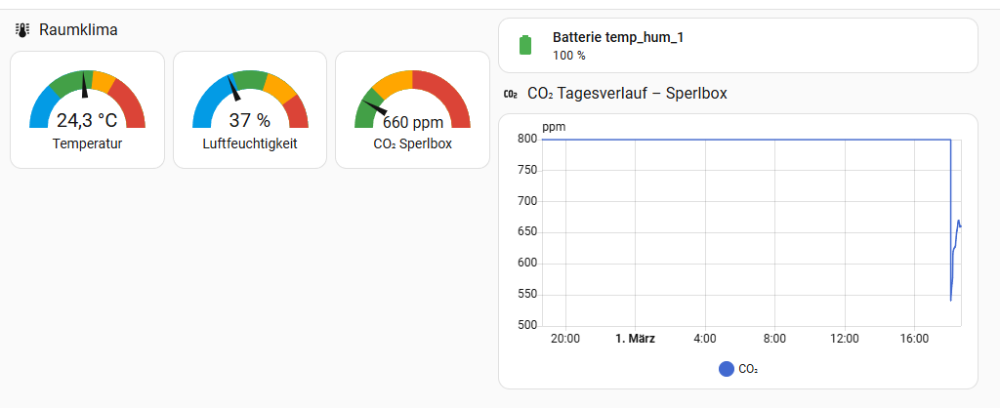 Raumklima
24,3 °C
Temperatur
37 %
Luftfeuchtigkeit
660 ppm
CO₂ Sperlbox
Batterie temp_hum_1
100 %
CO₂ CO₂ Tagesverlauf – Sperlbox
ppm
800
750
700
650
600
550
500
20:00 1. März 4:00 8:00 12:00 16:00
CO₂